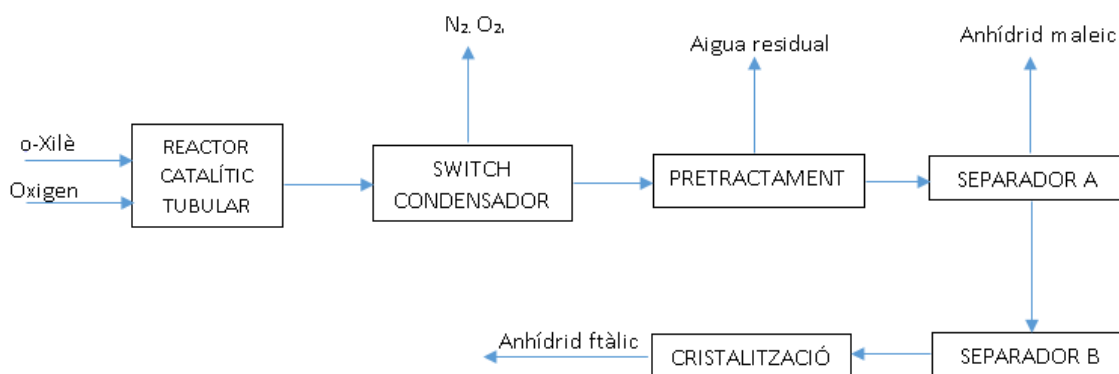 N₂, O₂,
Aigua residual
Anhídrid maleic
o-Xilè
Oxigen
REACTOR
CATALÍTIC
TUBULAR
SWITCH
CONDENSADOR
PRETRACTAMENT
SEPARADOR A
Anhídrid ftàlic
CRISTALITZACIÓ
SEPARADOR B